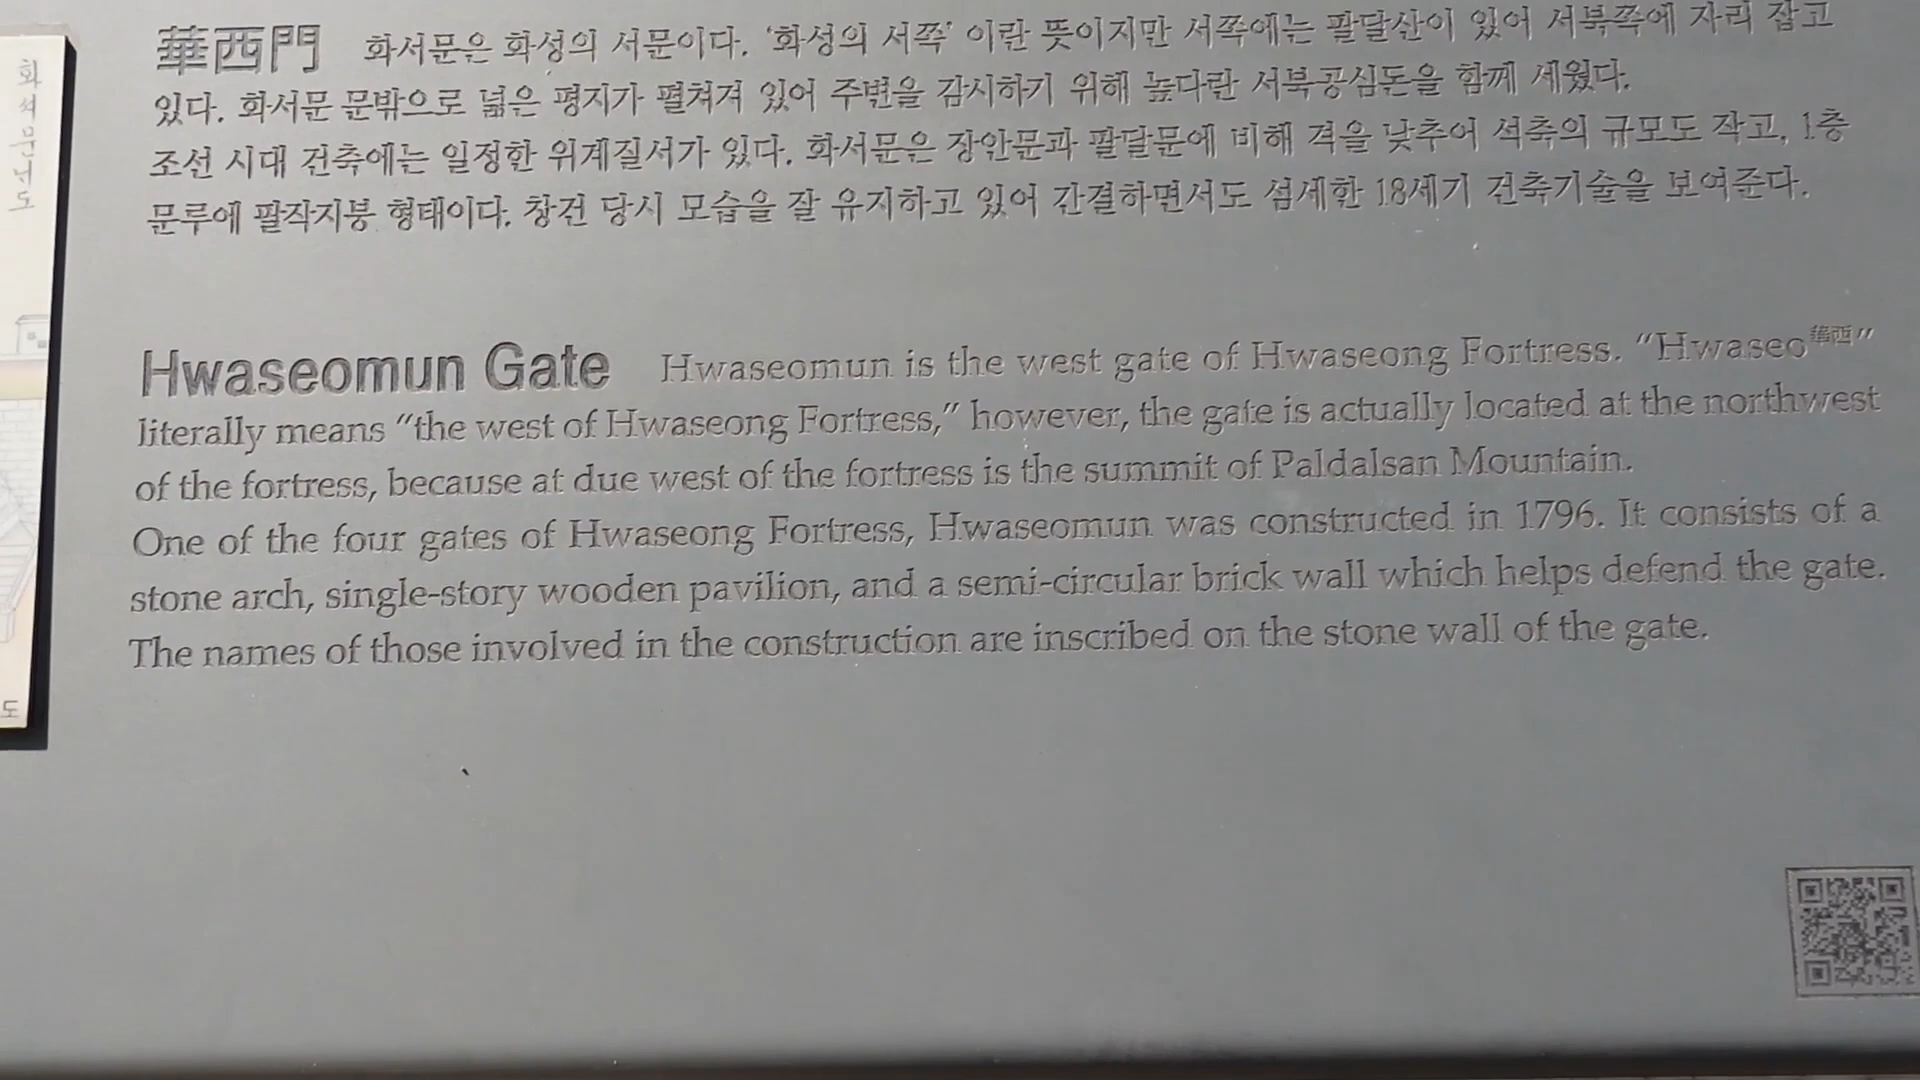 화서문너도
도
華西門 화서문은 화성의 서문이다. '화성의 서쪽' 이란 뜻이지만 서쪽에는 팔달산이 있어 서북쪽에 자리 잡고
있다. 화서문 문밖으로 넓은 평지가 펼쳐져 있어 주변을 감시하기 위해 높다란 서북공심돈을 함께 세웠다.
조선 시대 건축에는 일정한 위계질서가 있다. 화서문은 장안문과 팔달문에 비해 격을 낮추어 석축의 규모도 작고, 1층
문루에 팔작지붕 형태이다. 창건 당시 모습을 잘 유지하고 있어 간결하면서도 섬세한 18세기 건축기술을 보여준다.
Hwaseomun Gate Hwaseomun is the west gate of Hwaseong Fortress. “Hwaseo華西”
literally means “the west of Hwaseong Fortress,” however, the gate is actually located at the northwest
of the fortress, because at due west of the fortress is the summit of Paldalsan Mountain.
One of the four gates of Hwaseong Fortress, Hwaseomun was constructed in 1796. It consists of a
stone arch, single-story wooden pavilion, and a semi-circular brick wall which helps defend the gate.
The names of those involved in the construction are inscribed on the stone wall of the gate.